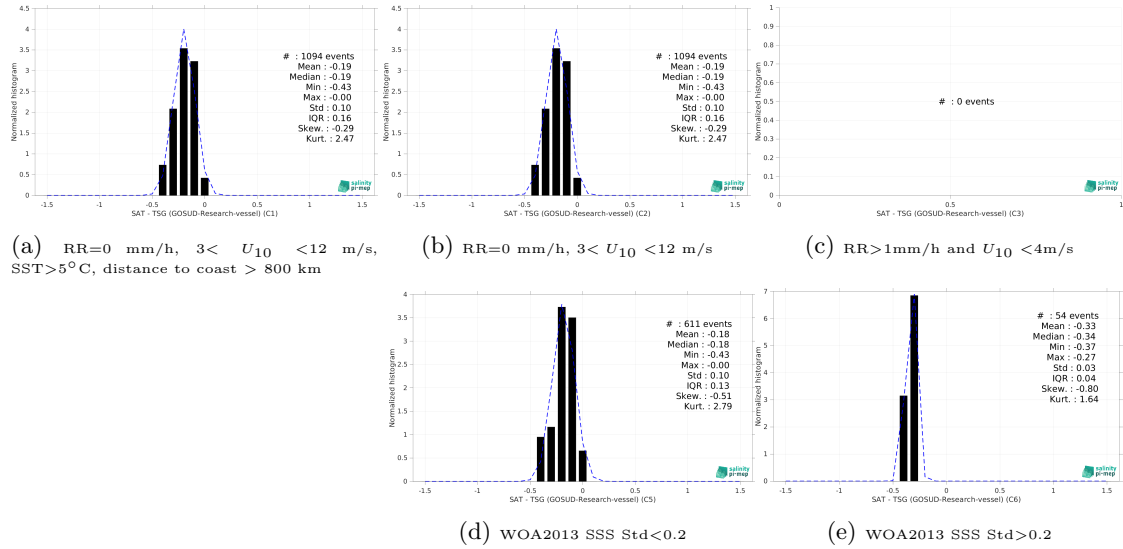 4.5
4
3.5
3
2.5
2
1.5
1
0.5
0
Normalized histogram
# : 1094 events
Mean : -0.19
Median : -0.19
Min : -0.43
Max : -0.00
Std : 0.10
IQR : 0.16
Skew. : -0.29
Kurt. : 2.47
salinity
pi-mep
-1.5 -1 -0.5 0 0.5 1 1.5
SAT - TSG (GOSUD-Research-vessel) (C1)
(a) RR=0 mm/h, 3< U10 <12 m/s,
SST>5°C, distance to coast > 800 km
4.5
4
3.5
3
2.5
2
1.5
1
0.5
0
Normalized histogram
# : 1094 events
Mean : -0.19
Median : -0.19
Min : -0.43
Max : -0.00
Std : 0.10
IQR : 0.16
Skew. : -0.29
Kurt. : 2.47
salinity
pi-mep
-1.5 -1 -0.5 0 0.5 1 1.5
SAT - TSG (GOSUD-Research-vessel) (C2)
(b) RR=0 mm/h, 3< U10 <12 m/s
1
0.9
0.8
0.7
0.6
0.5
0.4
0.3
0.2
0.1
0
Normalized histogram
# : 0 events
salinity
pi-mep
0 0.5 1
SAT - TSG (GOSUD-Research-vessel) (C3)
(c) RR>1mm/h and U10 <4m/s
4
3.5
3
2.5
2
1.5
1
0.5
0
Normalized histogram
# : 611 events
Mean : -0.18
Median : -0.18
Min : -0.43
Max : -0.00
Std : 0.10
IQR : 0.13
Skew. : -0.51
Kurt. : 2.79
salinity
pi-mep
-1.5 -1 -0.5 0 0.5 1 1.5
SAT - TSG (GOSUD-Research-vessel) (C5)
(d) WOA2013 SSS Std<0.2
7
6
5
4
3
2
1
0
Normalized histogram
# : 54 events
Mean : -0.33
Median : -0.34
Min : -0.37
Max : -0.27
Std : 0.03
IQR : 0.04
Skew. : -0.80
Kurt. : 1.64
salinity
pi-mep
-1.5 -1 -0.5 0 0.5 1 1.5
SAT - TSG (GOSUD-Research-vessel) (C6)
(e) WOA2013 SSS Std>0.2